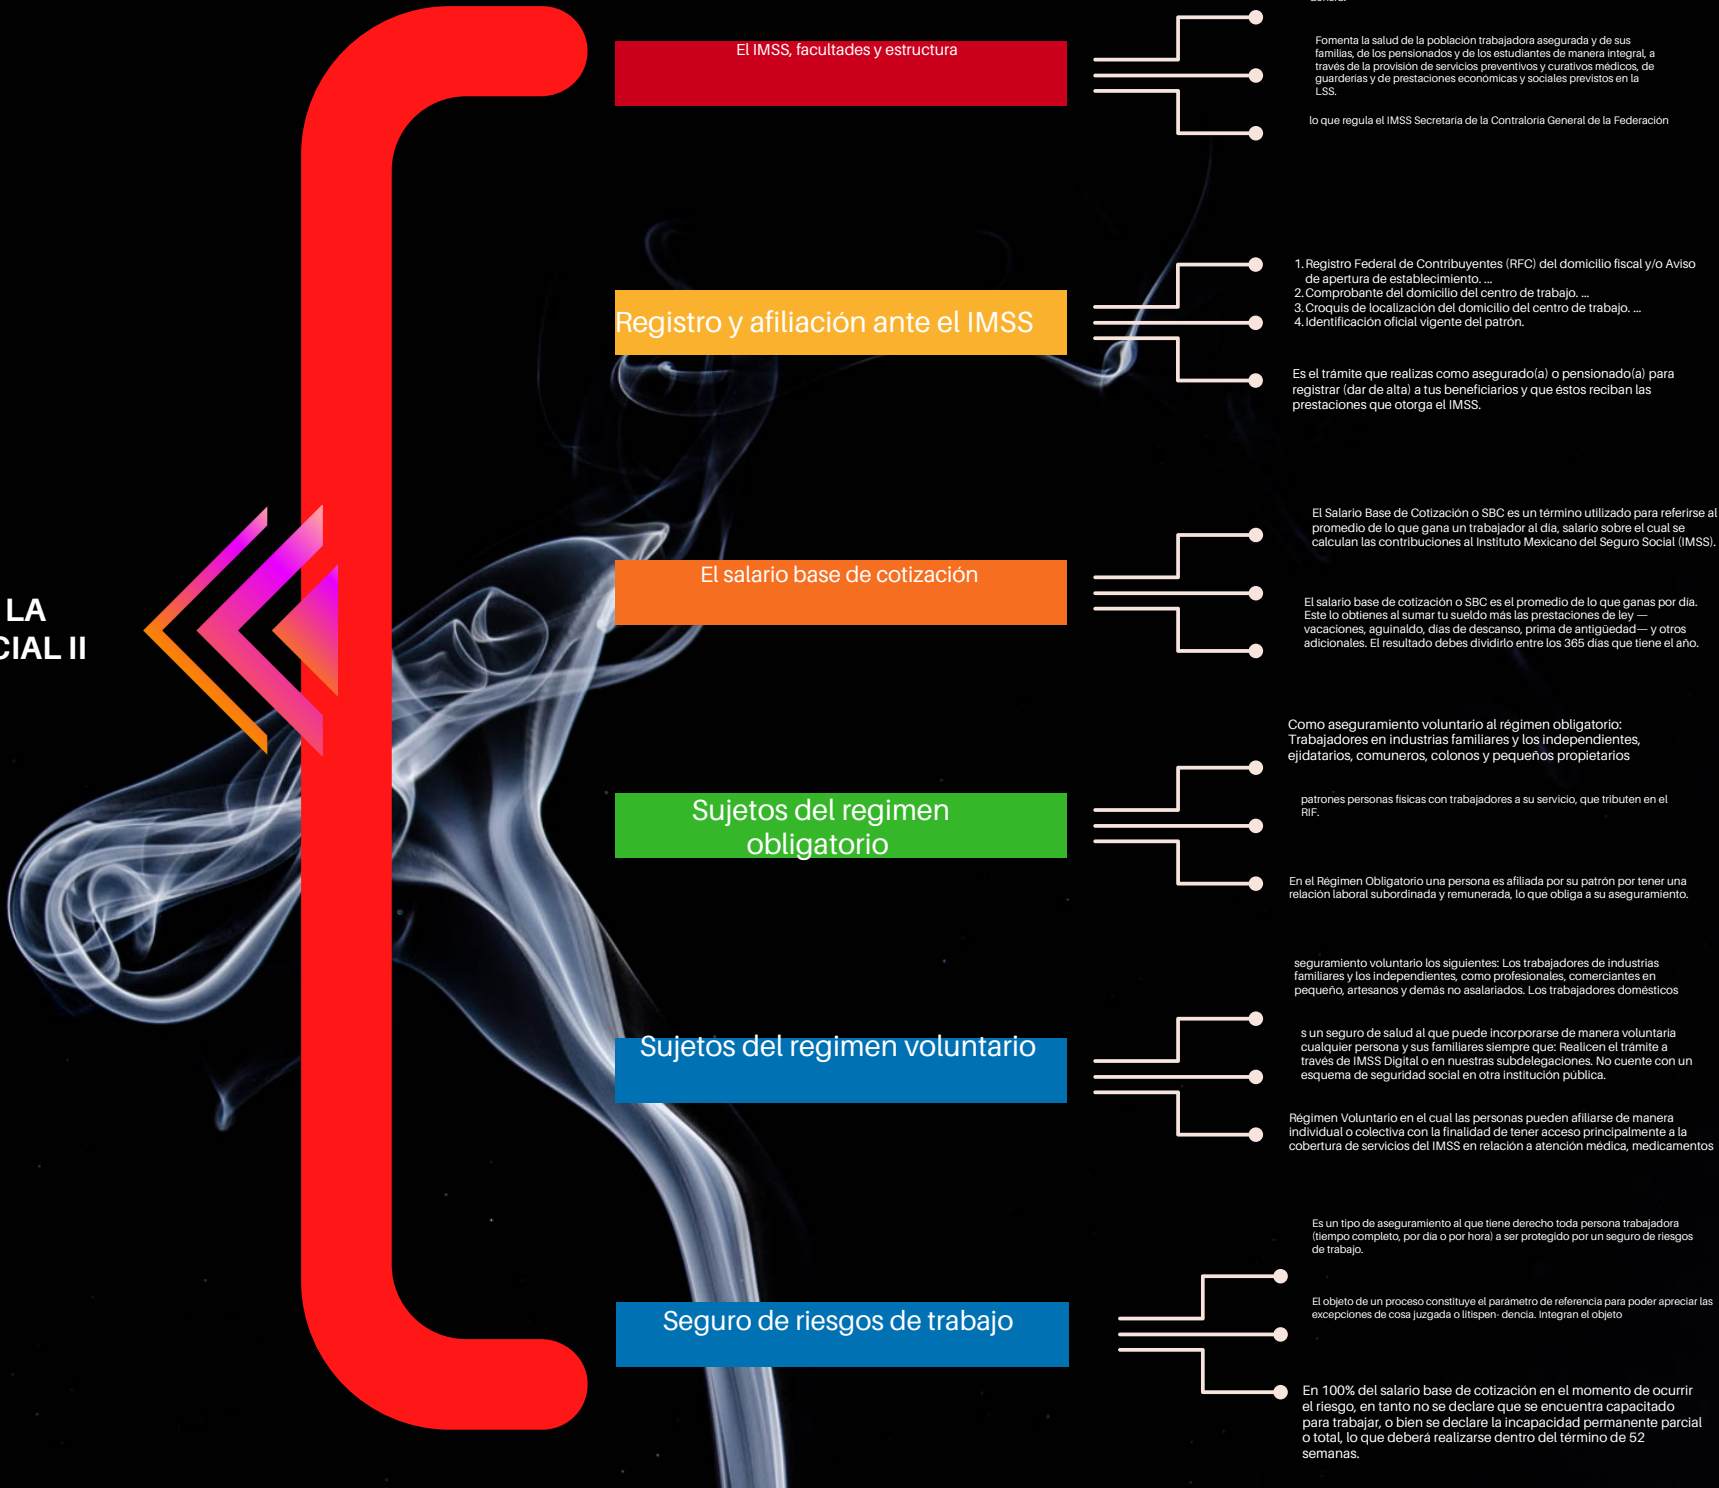 LA
CIAL II
El IMSS, facultades y estructura
Fomenta la salud de la población trabajadora asegurada y de sus
familias, de los pensionados y de los estudiantes de manera integral, a
través de la provisión de servicios preventivos y curativos médicos, de
guarderías y de prestaciones económicas y sociales previstos en la
LSS.
lo que regula el IMSS Secretaría de la Contraloría General de la Federación
Registro y afiliación ante el IMSS
1. Registro Federal de Contribuyentes (RFC) del domicilio fiscal y/o Aviso
de apertura de establecimiento. ...
2. Comprobante del domicilio del centro de trabajo. ...
3. Croquis de localización del domicilio del centro de trabajo. ...
4. Identificación oficial vigente del patrón.
Es el trámite que realizas como asegurado(a) o pensionado(a) para
registrar (dar de alta) a tus beneficiarios y que éstos reciban las
prestaciones que otorga el IMSS.
El salario base de cotización
El Salario Base de Cotización o SBC es un término utilizado para referirse al
promedio de lo que gana un trabajador al día, salario sobre el cual se
calculan las contribuciones al Instituto Mexicano del Seguro Social (IMSS).
El salario base de cotización o SBC es el promedio de lo que ganas por día.
Este lo obtienes al sumar tu sueldo más las prestaciones de ley —
vacaciones, aguinaldo, días de descanso, prima de antigüedad— y otros
adicionales. El resultado debes dividirlo entre los 365 días que tiene el año.
Sujetos del regimen
obligatorio
Como aseguramiento voluntario al régimen obligatorio:
Trabajadores en industrias familiares y los independientes,
ejidatarios, comuneros, colonos y pequeños propietarios
patrones personas físicas con trabajadores a su servicio, que tributen en el
RIF.
En el Régimen Obligatorio una persona es afiliada por su patrón por tener una
relación laboral subordinada y remunerada, lo que obliga a su aseguramiento.
Sujetos del regimen voluntario
seguramiento voluntario los siguientes: Los trabajadores de industrias
familiares y los independientes, como profesionales, comerciantes en
pequeño, artesanos y demás no asalariados. Los trabajadores domésticos
s un seguro de salud al que puede incorporarse de manera voluntaria
cualquier persona y sus familiares siempre que: Realicen el trámite a
través de IMSS Digital o en nuestras subdelegaciones. No cuente con un
esquema de seguridad social en otra institución pública.
Régimen Voluntario en el cual las personas pueden afiliarse de manera
individual o colectiva con la finalidad de tener acceso principalmente a la
cobertura de servicios del IMSS en relación a atención médica, medicamentos
Seguro de riesgos de trabajo
Es un tipo de aseguramiento al que tiene derecho toda persona trabajadora
(tiempo completo, por día o por hora) a ser protegido por un seguro de riesgos
de trabajo.
El objeto de un proceso constituye el parámetro de referencia para poder apreciar las
excepciones de cosa juzgada o litispen- dencia. Integran el objeto
En 100% del salario base de cotización en el momento de ocurrir
el riesgo, en tanto no se declare que se encuentra capacitado
para trabajar, o bien se declare la incapacidad permanente parcial
o total, lo que deberá realizarse dentro del término de 52
semanas.